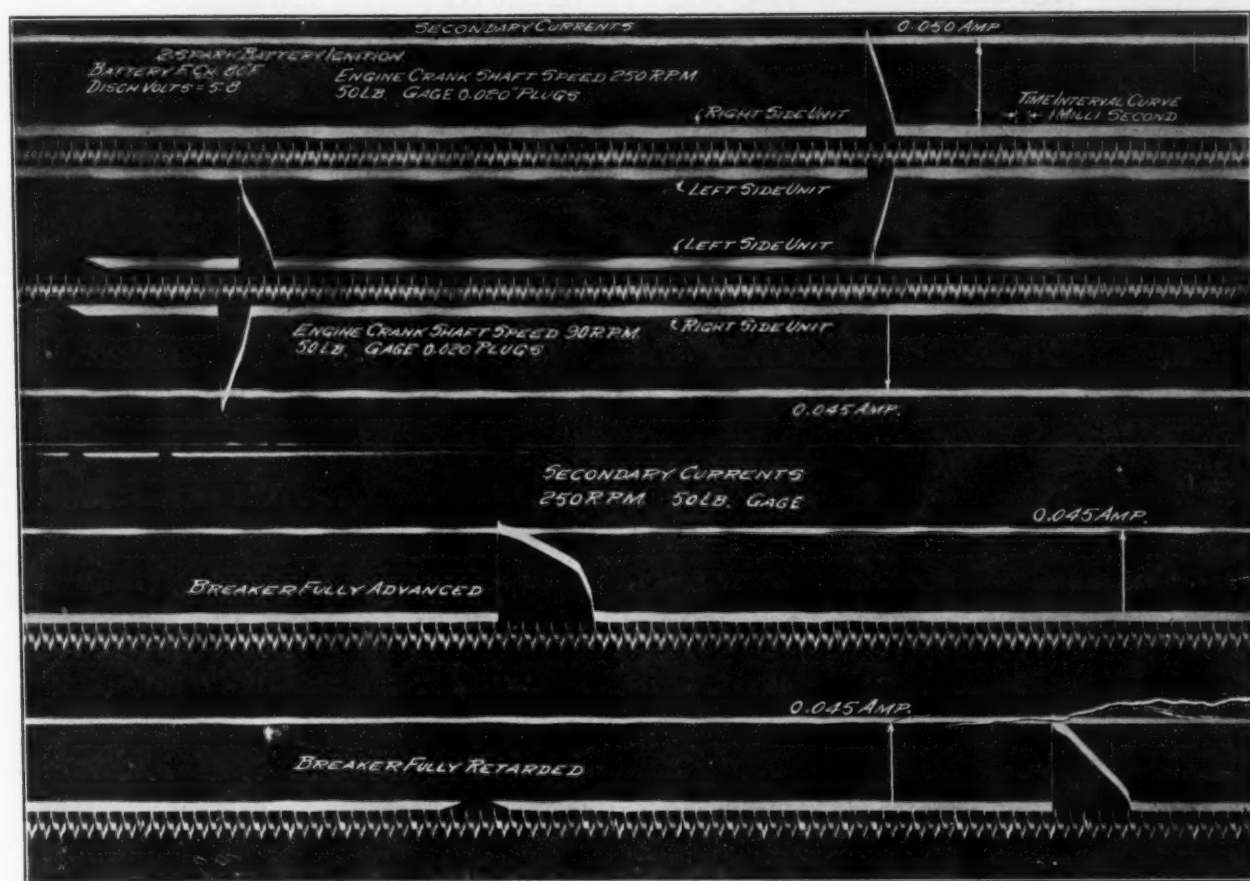 SECONDARY CURRENTS
0.050 AMP
2 SPARK BATTERY IGNITION
BATTERY
DISCH VOLTS = 5.8
ENGINE CRANK SHAFT SPEED 250 RPM
50 LB. GAGE 0.020" PLUGS
RIGHT SIDE UNIT
TIME INTERVAL CURVE
1 MILLI SECOND
LEFT SIDE UNIT
LEFT SIDE UNIT
ENGINE CRANK SHAFT SPEED 90 R.P.M.
50 LB. GAGE 0.020 PLUGS
RIGHT SIDE UNIT
0.045 AMP.
SECONDARY CURRENTS
250 R.P.M. 50 LB. GAGE
0.045 AMP.
BREAKER FULLY ADVANCED
0.045 AMP.
BREAKER FULLY RETARDED